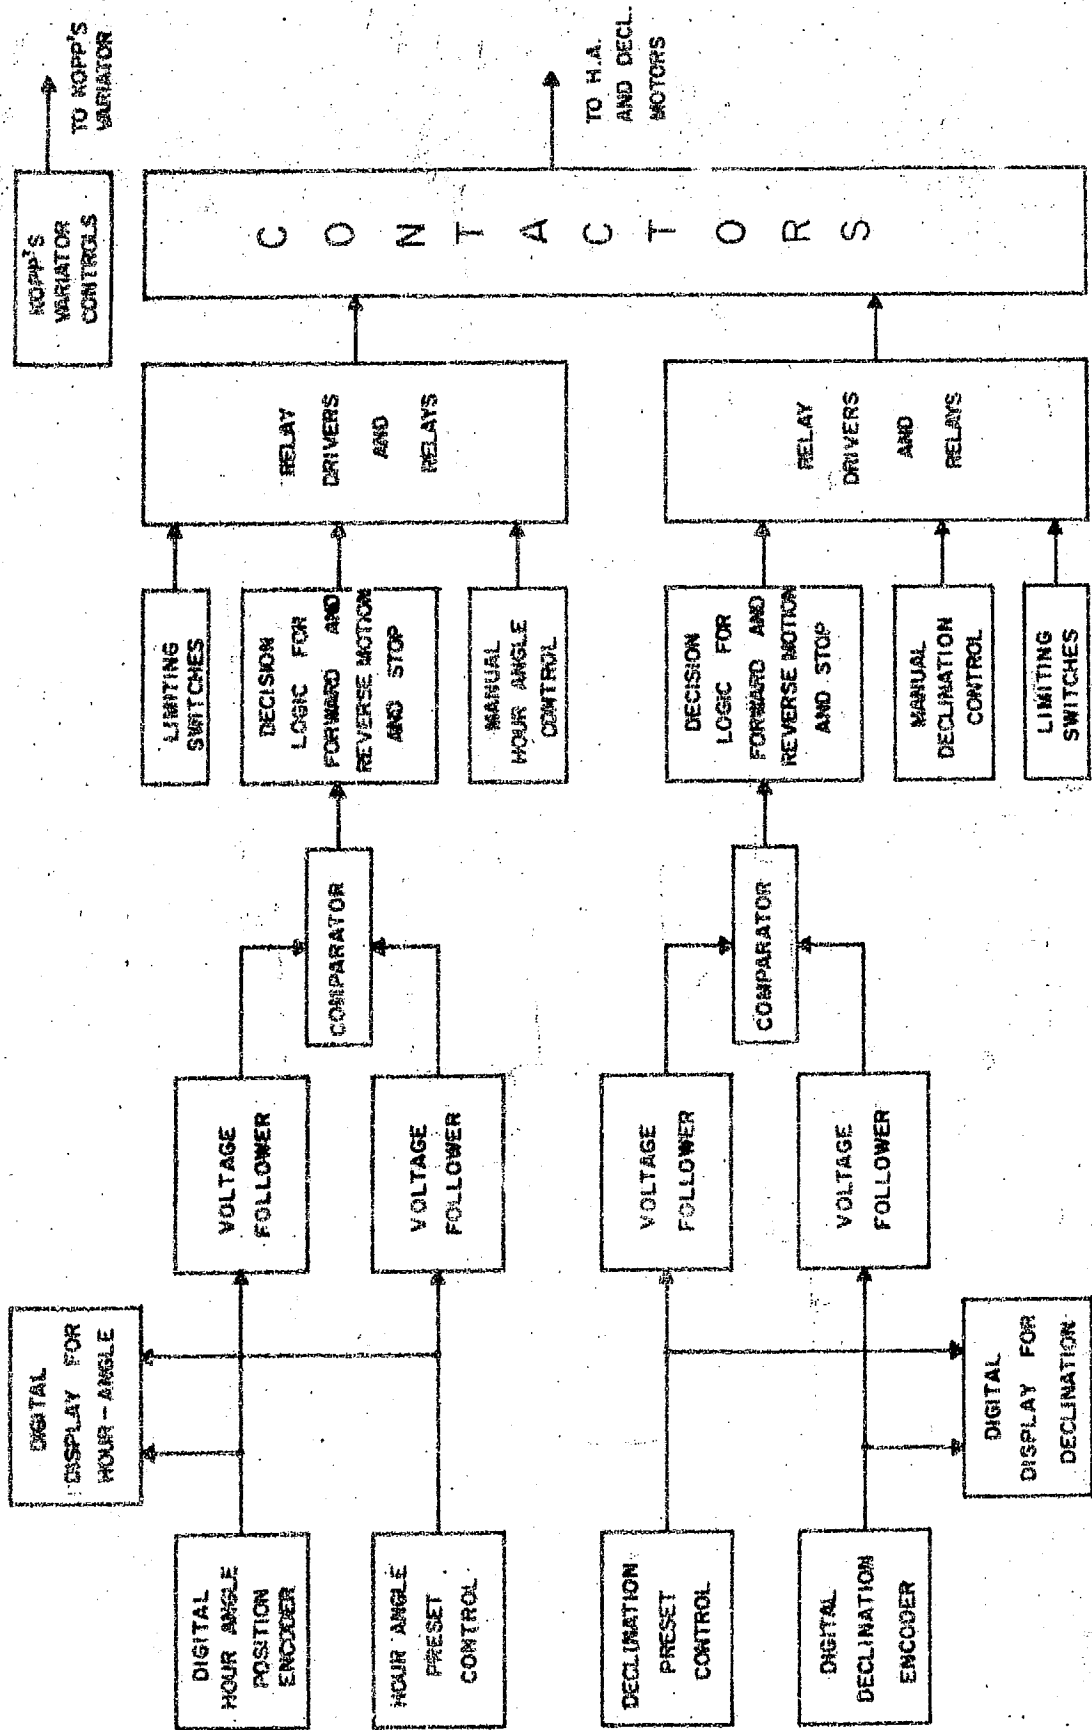 DIGITAL
DISPLAY FOR
HOUR-ANGLE
DIGITAL
HOUR ANGLE
POSITION
ENCODER
HOUR ANGLE
PRESET
CONTROL
DECLINATION
PRESET
CONTROL
DIGITAL
DECLINATION
ENCODER
DIGITAL
DISPLAY FOR
DECLINATION
VOLTAGE
FOLLOWER
VOLTAGE
FOLLOWER
VOLTAGE
FOLLOWER
VOLTAGE
FOLLOWER
COMPARATOR
COMPARATOR
LIMITING
SWITCHES
DECISION
LOGIC FOR
FORWARD AND
REVERSE MOTION
AND STOP
MANUAL
HOUR ANGLE
CONTROL
DECISION
LOGIC FOR
FORWARD AND
REVERSE MOTION
AND STOP
MANUAL
DECLINATION
CONTROL
LIMITING
SWITCHES
RELAY
DRIVERS
AND
RELAYS
RELAY
DRIVERS
AND
RELAYS
KOPP'S
VARIATOR
CONTROLS
CONTACTORS
TO KOPP'S
VARIATOR
TO H.A.
AND DECL.
MOTORS